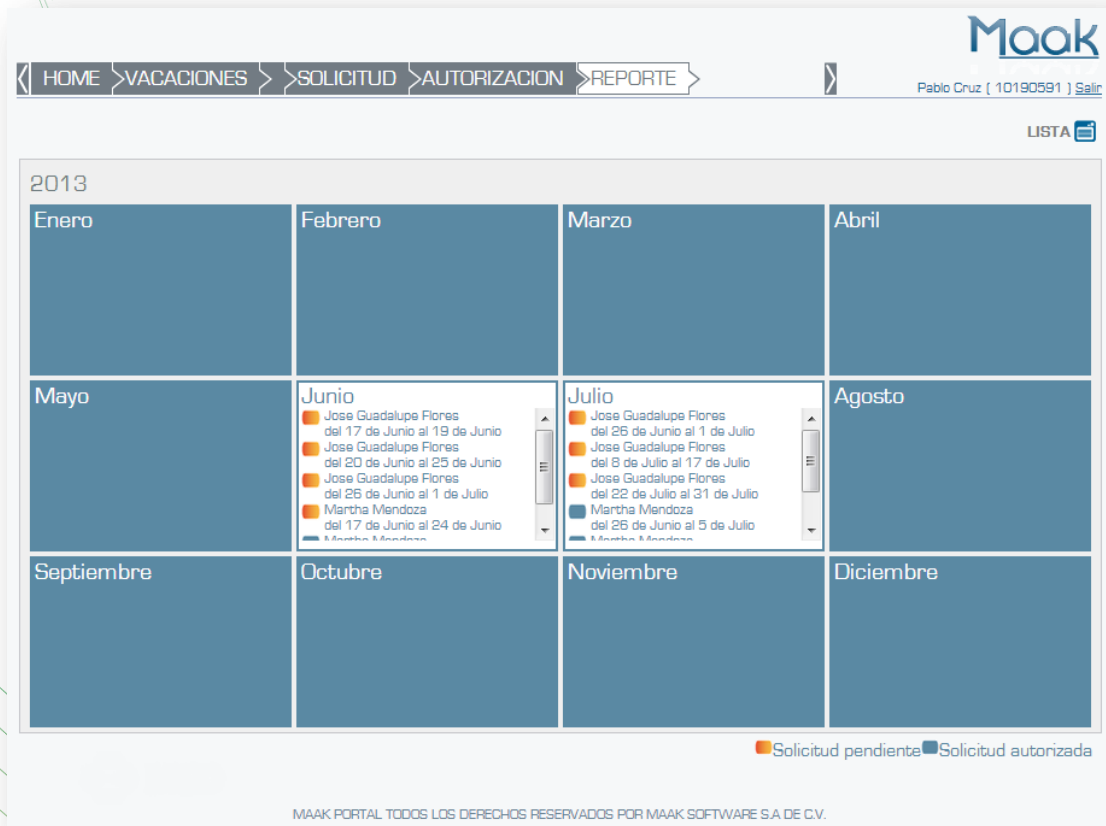 Maak
HOME VACACIONES SOLICITUD AUTORIZACION REPORTE
Pablo Cruz ( 10190591 ) Salir
LISTA
2013
Enero
Febrero
Marzo
Abril
Mayo
Junio
Jose Guadalupe Flores
del 17 de Junio al 19 de Junio
Jose Guadalupe Flores
del 20 de Junio al 25 de Junio
Jose Guadalupe Flores
del 26 de Junio al 1 de Julio
Martha Mendoza
del 17 de Junio al 24 de Junio
Martha Mendoza
Julio
Jose Guadalupe Flores
del 26 de Junio al 1 de Julio
Jose Guadalupe Flores
del 8 de Julio al 17 de Julio
Jose Guadalupe Flores
del 22 de Julio al 31 de Julio
Martha Mendoza
del 26 de Junio al 5 de Julio
Martha Mendoza
Agosto
Septiembre
Octubre
Noviembre
Diciembre
Solicitud pendiente Solicitud autorizada
MAAK PORTAL TODOS LOS DERECHOS RESERVADOS POR MAAK SOFTWARE S.A DE C.V.